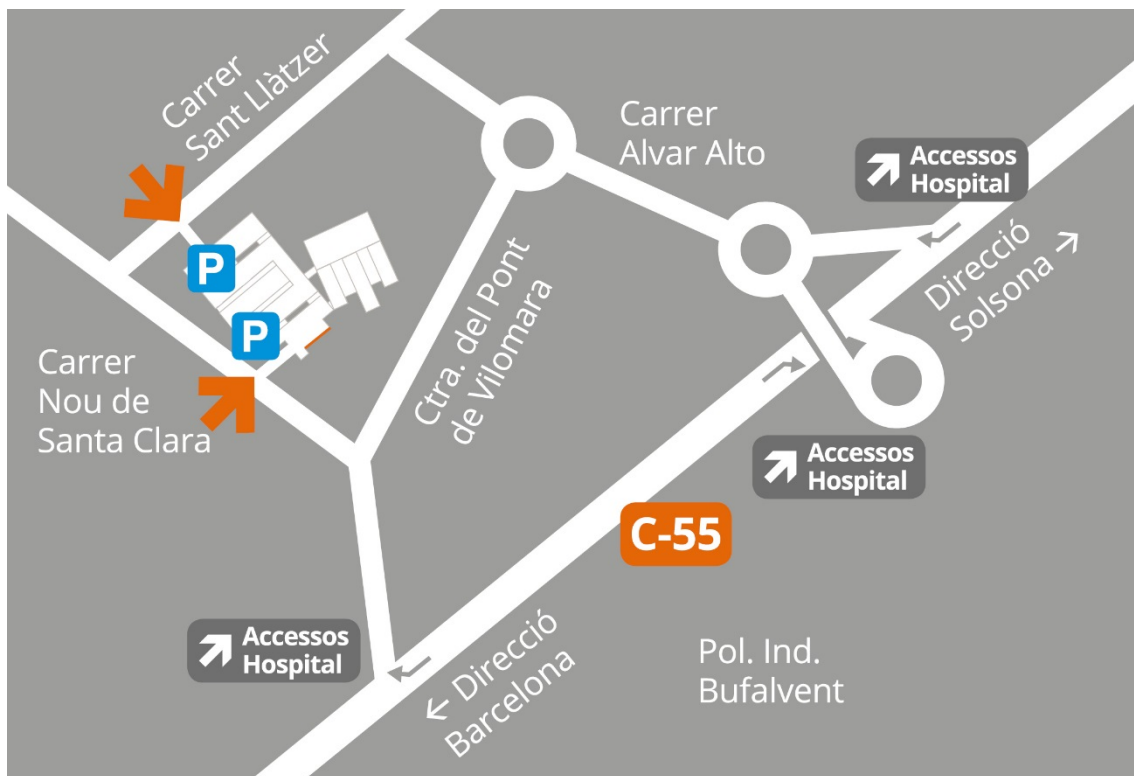 Carrer
Sant Llàtzer
Carrer
Alvar Alto
Accessos
Hospital
Direcció
Solsona →
P
P
Carrer
Nou de
Santa Clara
Ctra. del Pont
de Vilomara
Accessos
Hospital
C-55
Accessos
Hospital
← Direcció
Barcelona
Pol. Ind.
Bufalvent